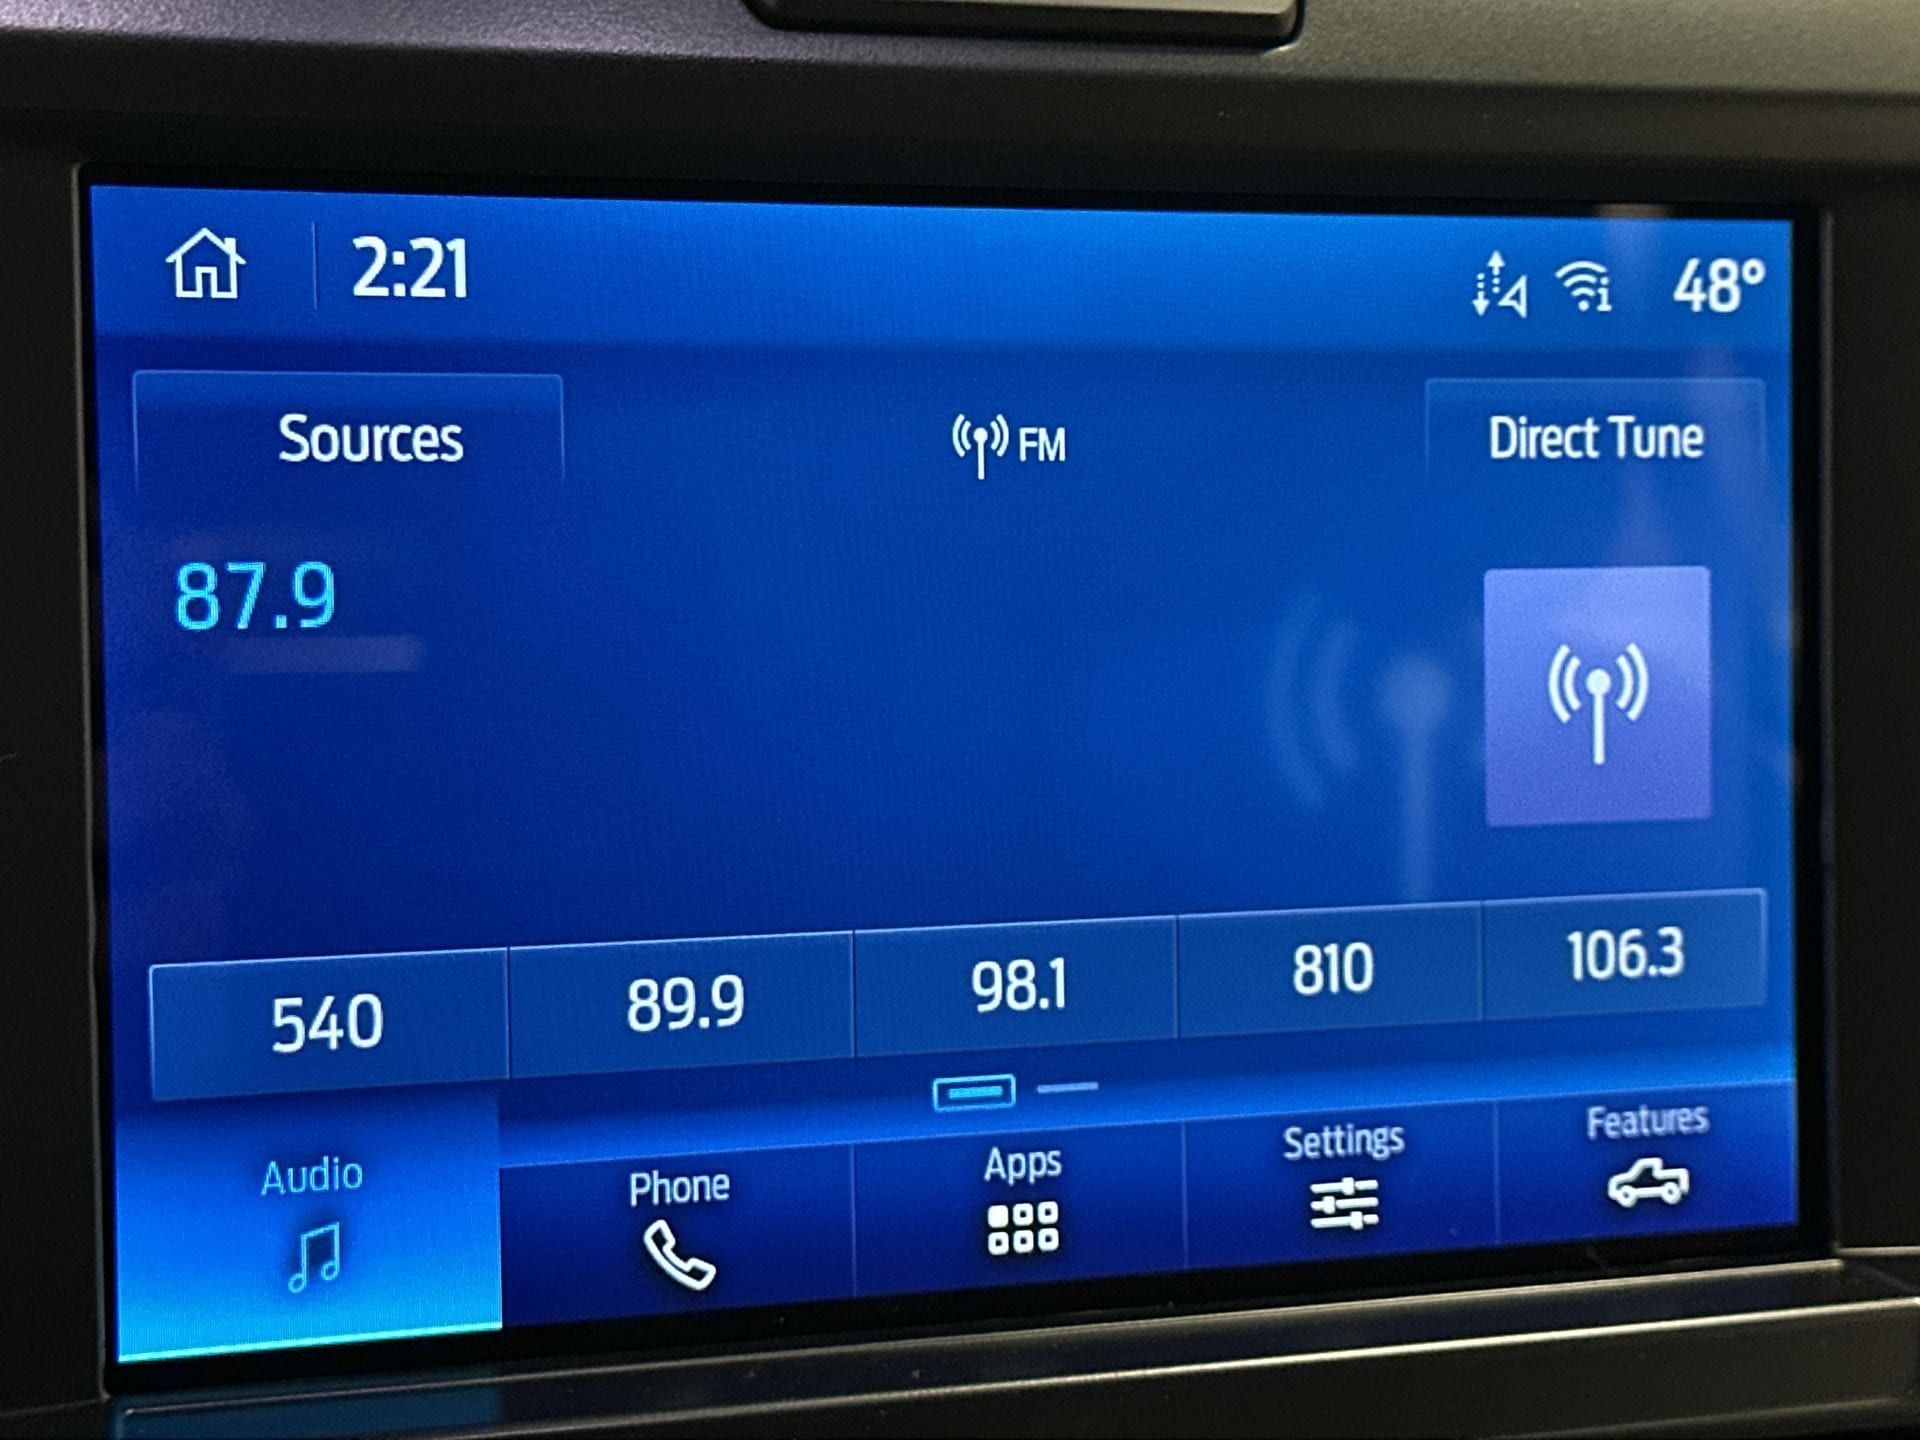 2:21 48°
Sources FM Direct Tune
87.9
540 89.9 98.1 810 106.3
Audio Phone Apps Settings Features